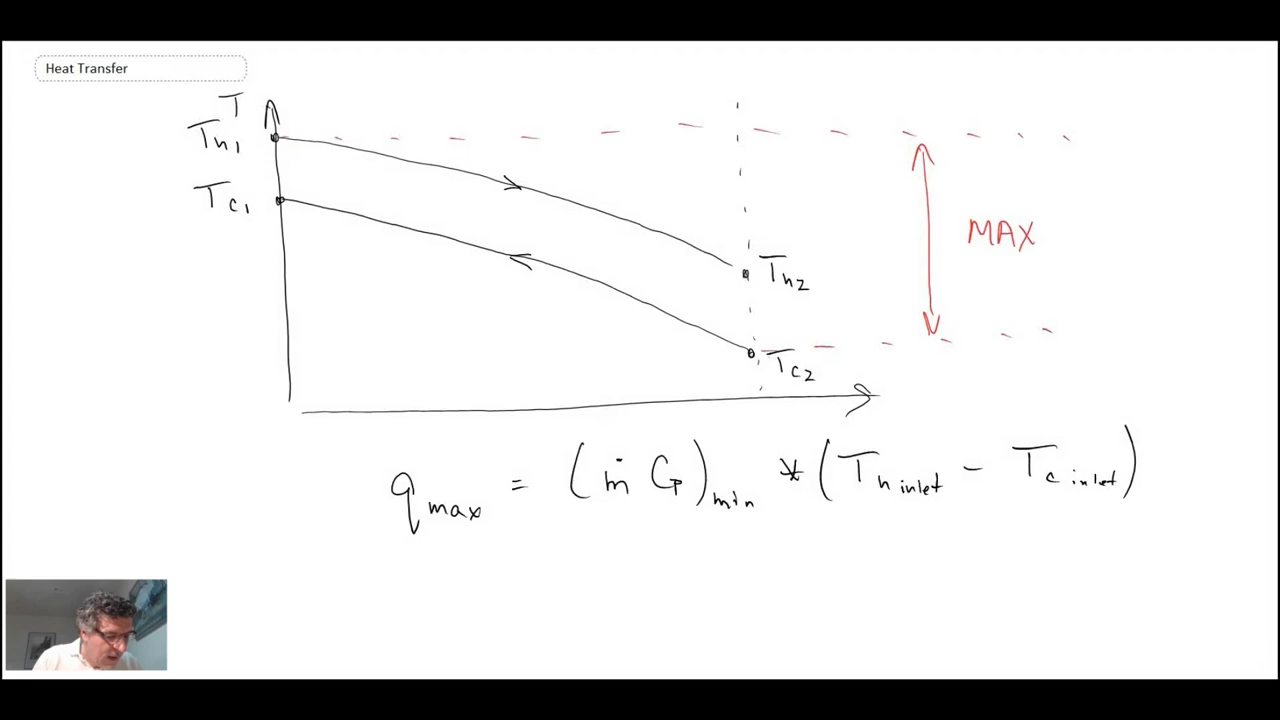 Heat Transfer
T
Th1
Tc1
MAX
Th2
Tc2
qmax = (ṁ Cp)min * (Th inlet - Tc inlet)